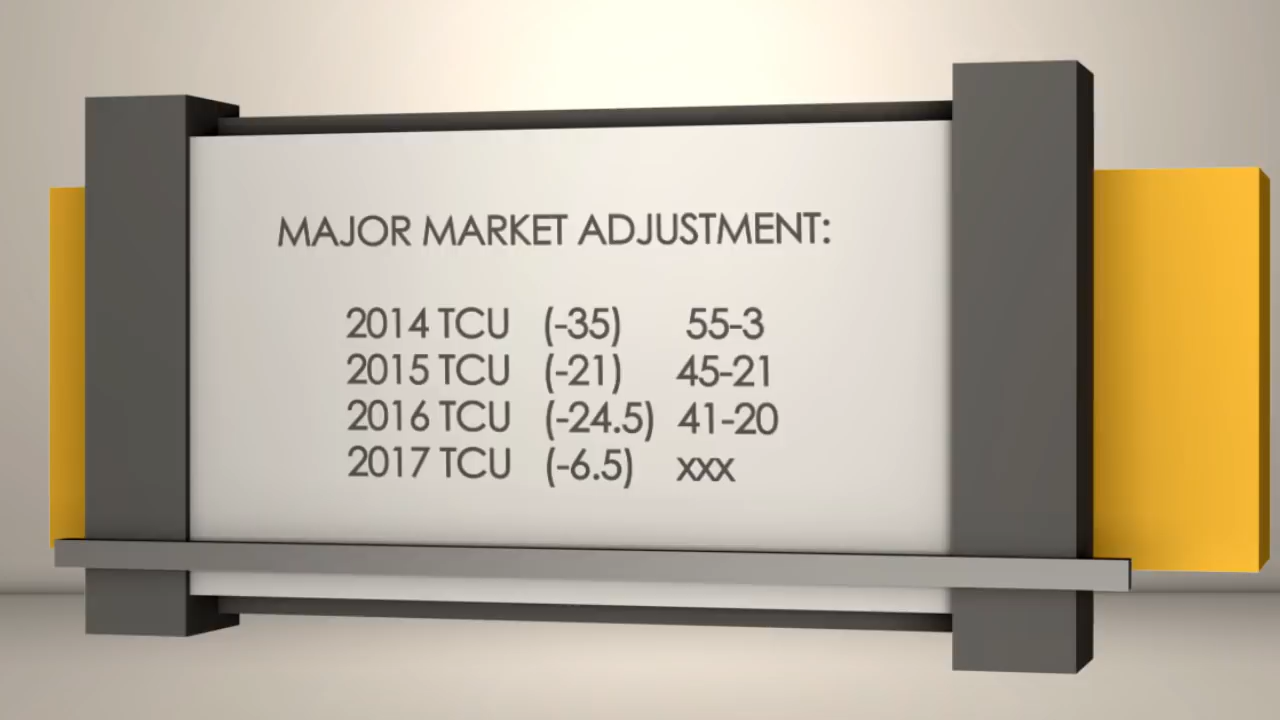 MAJOR MARKET ADJUSTMENT:
2014 TCU (-35) 55-3
2015 TCU (-21) 45-21
2016 TCU (-24.5) 41-20
2017 TCU (-6.5) xxx